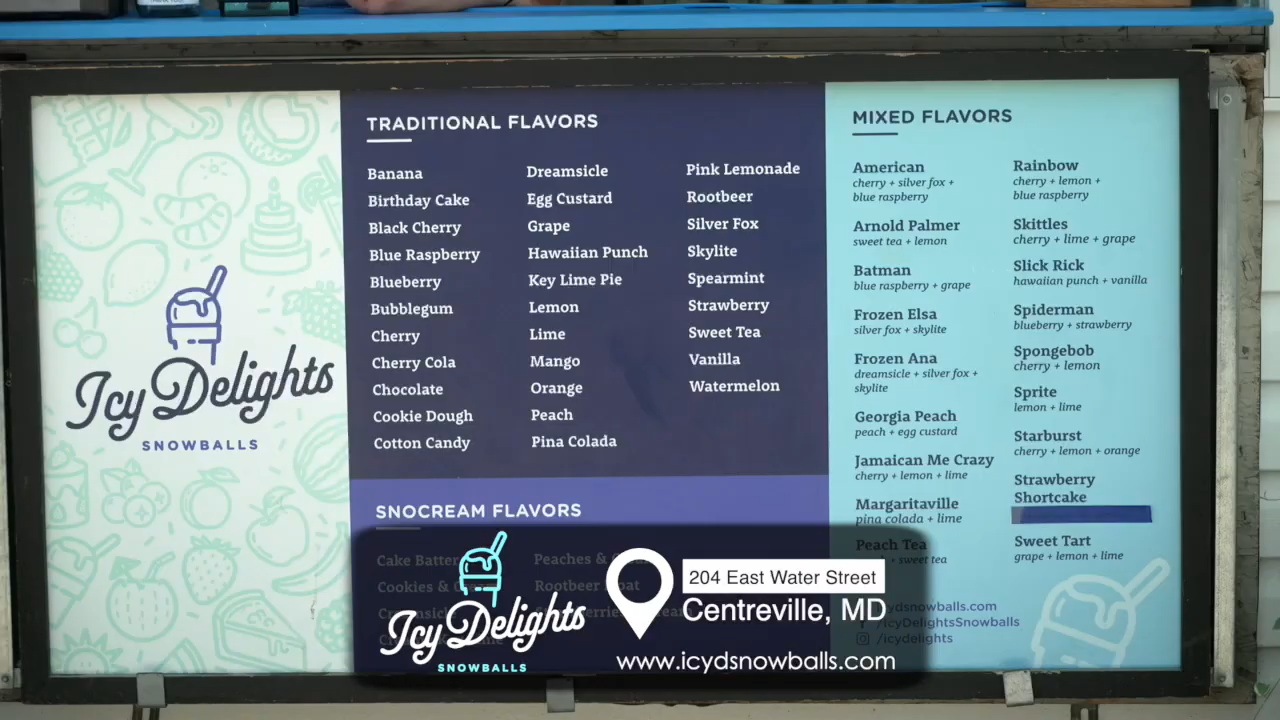 Icy Delights
SNOWBALLS
TRADITIONAL FLAVORS
Banana
Birthday Cake
Black Cherry
Blue Raspberry
Blueberry
Bubblegum
Cherry
Cherry Cola
Chocolate
Cookie Dough
Cotton Candy
Dreamsicle
Egg Custard
Grape
Hawaiian Punch
Key Lime Pie
Lemon
Lime
Mango
Orange
Peach
Pina Colada
Pink Lemonade
Rootbeer
Silver Fox
Skylite
Spearmint
Strawberry
Sweet Tea
Vanilla
Watermelon
SNOCREAM FLAVORS
Cake Batter
Cookies &
Peaches &
Rootbeer
MIXED FLAVORS
American
cherry + silver fox +
blue raspberry
Arnold Palmer
sweet tea + lemon
Batman
blue raspberry + grape
Frozen Elsa
silver fox + skylite
Frozen Ana
dreamsicle + silver fox +
skylite
Georgia Peach
peach + egg custard
Jamaican Me Crazy
cherry + lemon + lime
Margaritaville
pina colada + lime
Peach Tea
+ sweet tea
Rainbow
cherry + lemon +
blue raspberry
Skittles
cherry + lime + grape
Slick Rick
hawaiian punch + vanilla
Spiderman
blueberry + strawberry
Spongebob
cherry + lemon
Sprite
lemon + lime
Starburst
cherry + lemon + orange
Strawberry
Shortcake
Sweet Tart
grape + lemon + lime
/IcyDelightsSnowballs
/icydelights
Icy Delights
SNOWBALLS
204 East Water Street
Centreville, MD
www.icydsnowballs.com